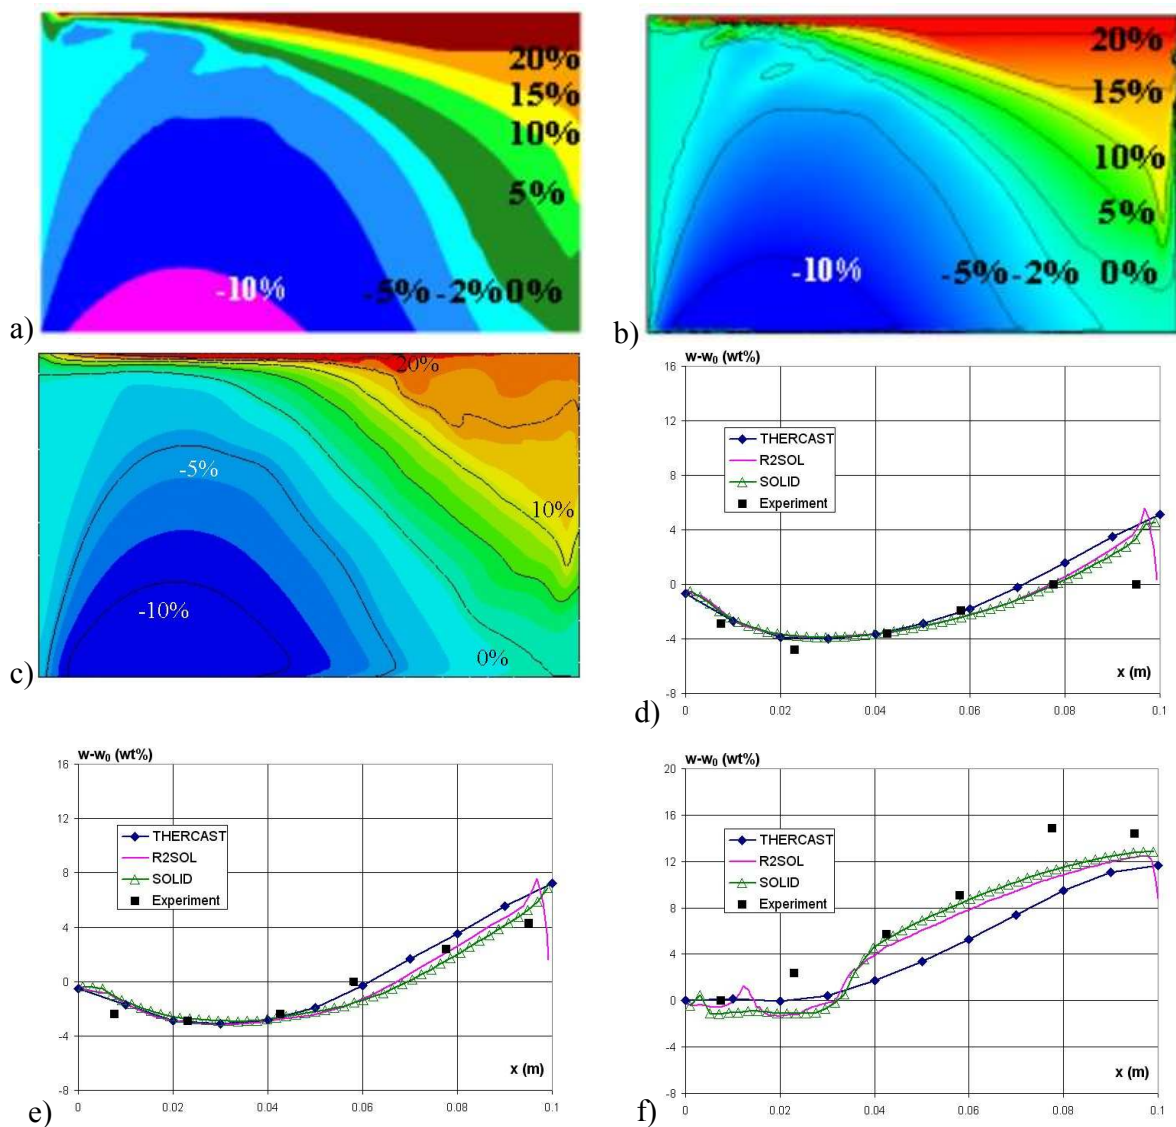 20%
15%
10%
5%
-10%
-5%
-2%
0%
a)
20%
15%
10%
5%
-10%
-5%
-2%
0%
b)
20%
-5%
10%
-10%
0%
c)
w-w₀ (wt%)
16
12
8
4
0
-4
-8
THERCAST
R2SOL
SOLID
Experiment
x (m)
0
0.02
0.04
0.06
0.08
0.1
d)
w-w₀ (wt%)
16
12
8
4
0
-4
-8
THERCAST
R2SOL
SOLID
Experiment
x (m)
0
0.02
0.04
0.06
0.08
0.1
e)
w-w₀ (wt%)
20
16
12
8
4
0
-4
-8
THERCAST
R2SOL
SOLID
Experiment
x (m)
0
0.02
0.04
0.06
0.08
0.1
f)